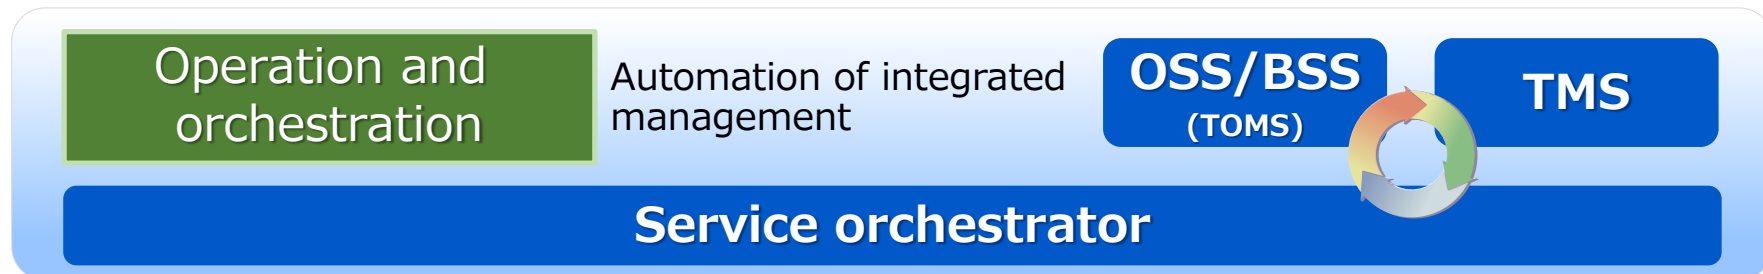 Operation and
orchestration
Automation of integrated
management
OSS/BSS
(TOMS)
TMS
Service orchestrator